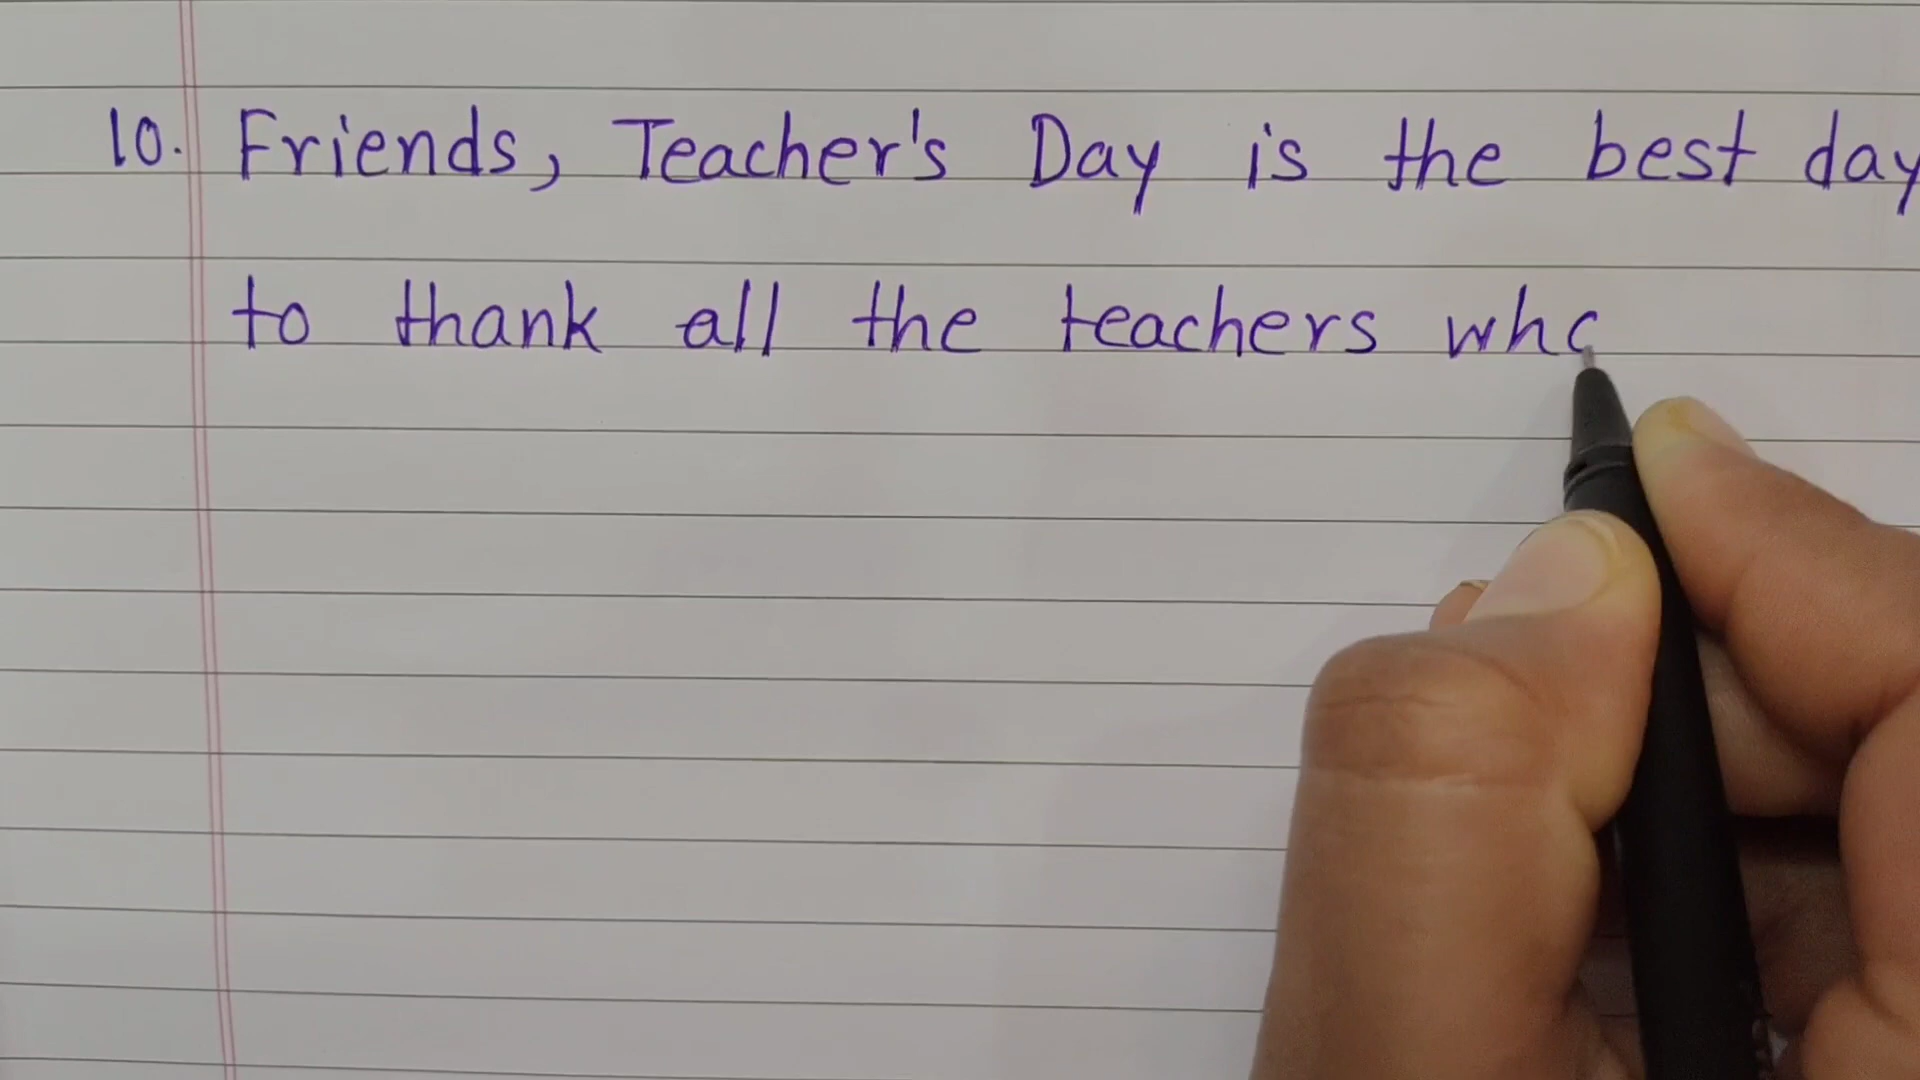 10. Friends, Teacher's Day is the best day
to thank all the teachers who